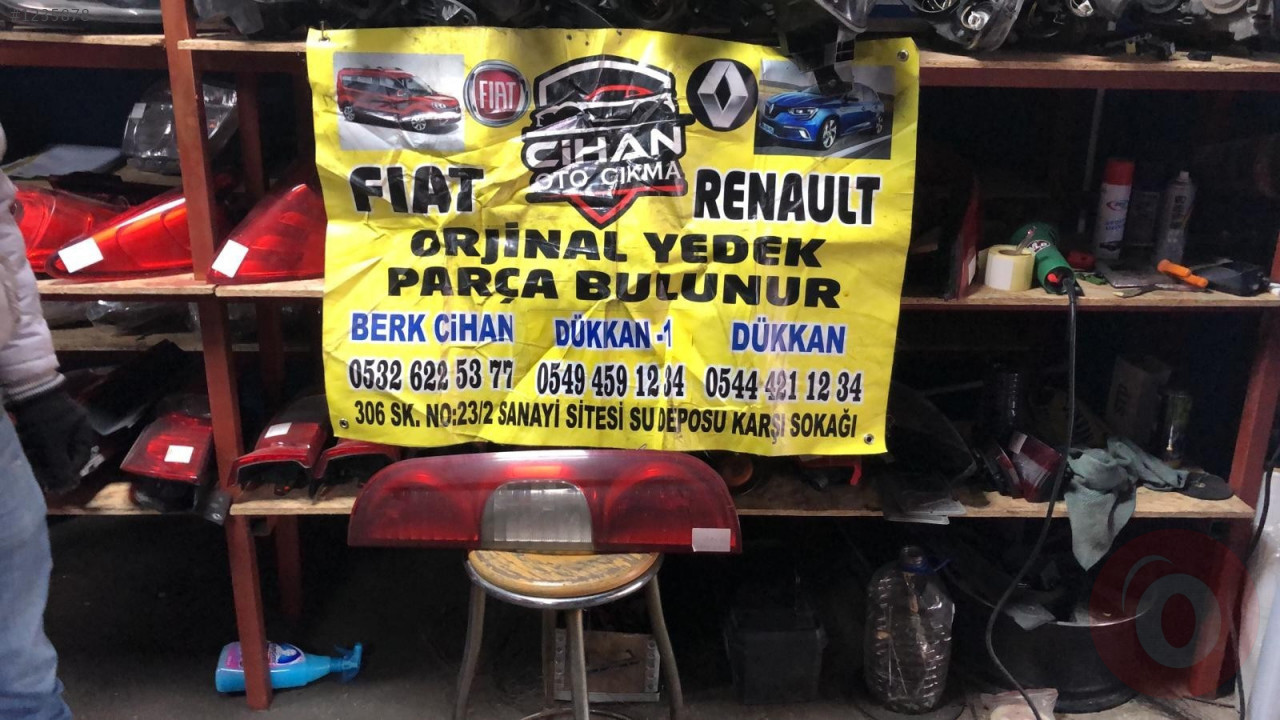 #1235878
FIAT
CİHAN
OTO ÇIKMA
FIAT
RENAULT
ORJİNAL YEDEK
PARÇA BULUNUR
BERK CİHAN
DÜKKAN -1
DÜKKAN
0532 622 53 77
0549 459 12 34
0544 421 12 34
306 SK. NO:23/2 SANAYİ SİTESİ SU DEPOSU KARŞI SOKAĞI